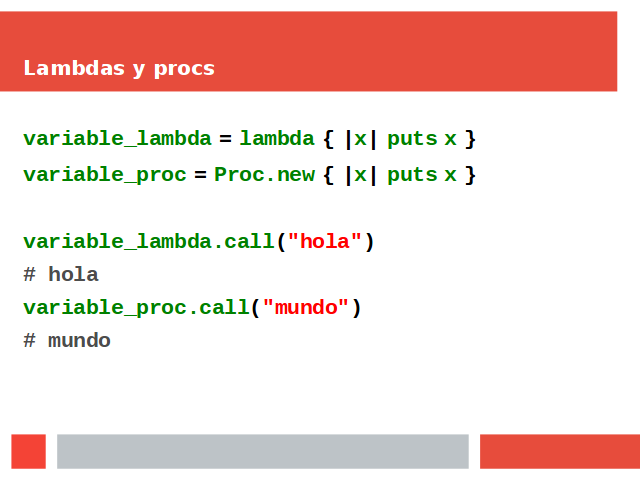 Lambdas y procs
variable_lambda = lambda { |x| puts x }
variable_proc = Proc.new { |x| puts x }
variable_lambda.call("hola")
# hola
variable_proc.call("mundo")
# mundo